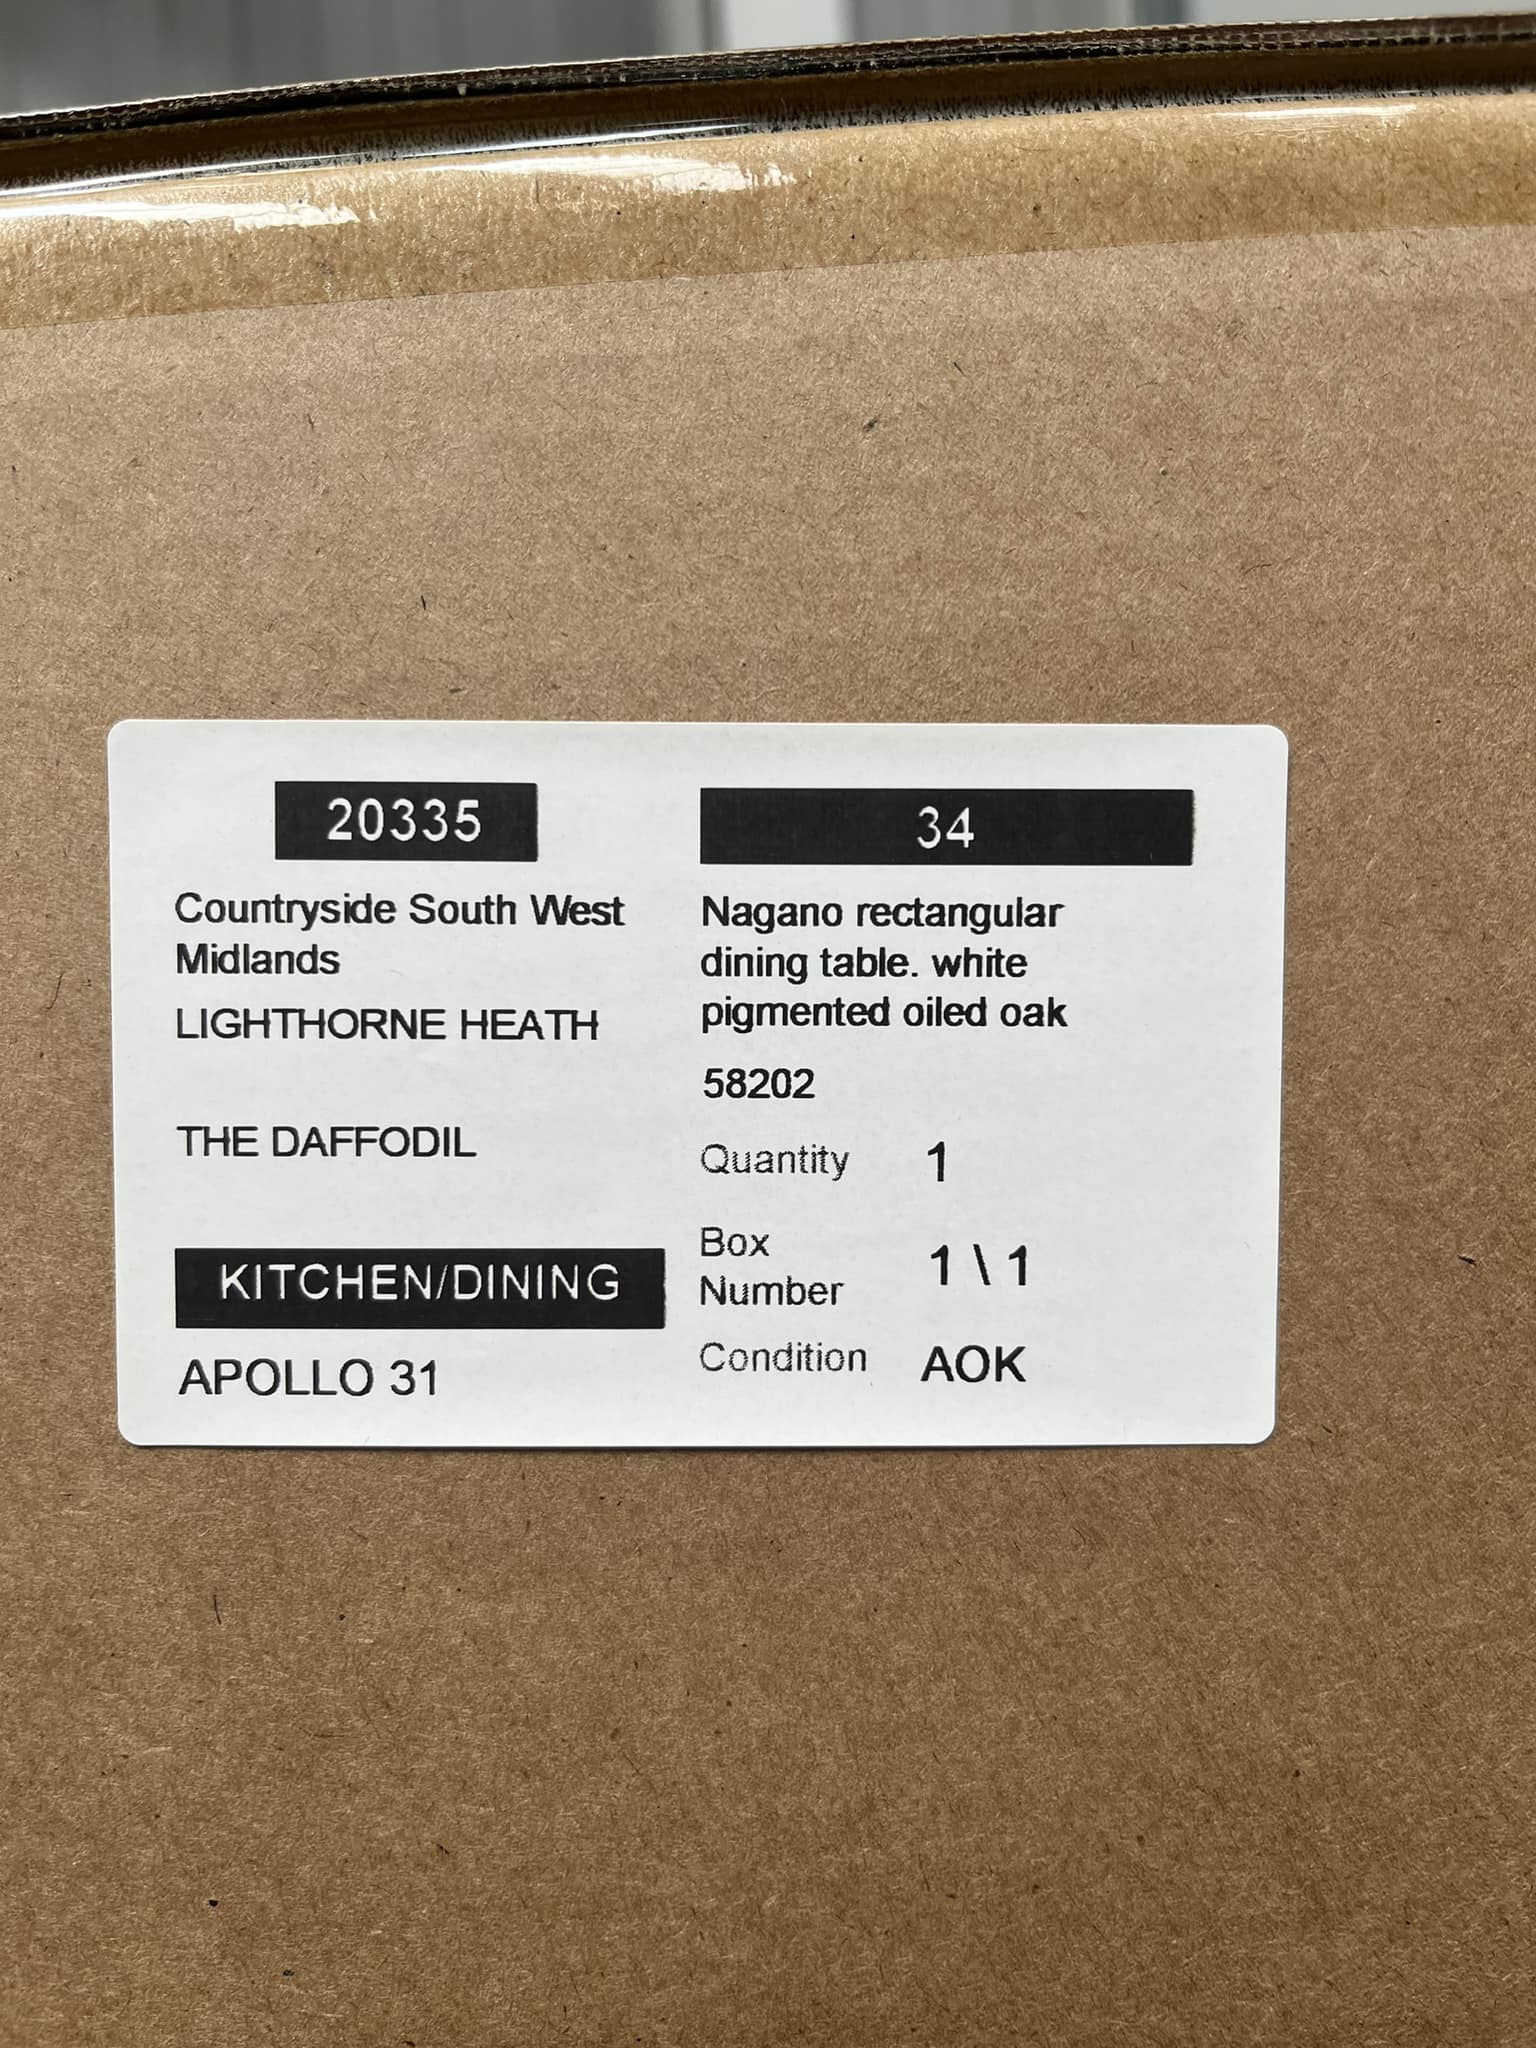 20335
Countryside South West
Midlands
LIGHTHORNE HEATH
THE DAFFODIL
KITCHEN/DINING
APOLLO 31
34
Nagano rectangular
dining table. white
pigmented oiled oak
58202
Quantity 1
Box
Number 1 \ 1
Condition AOK